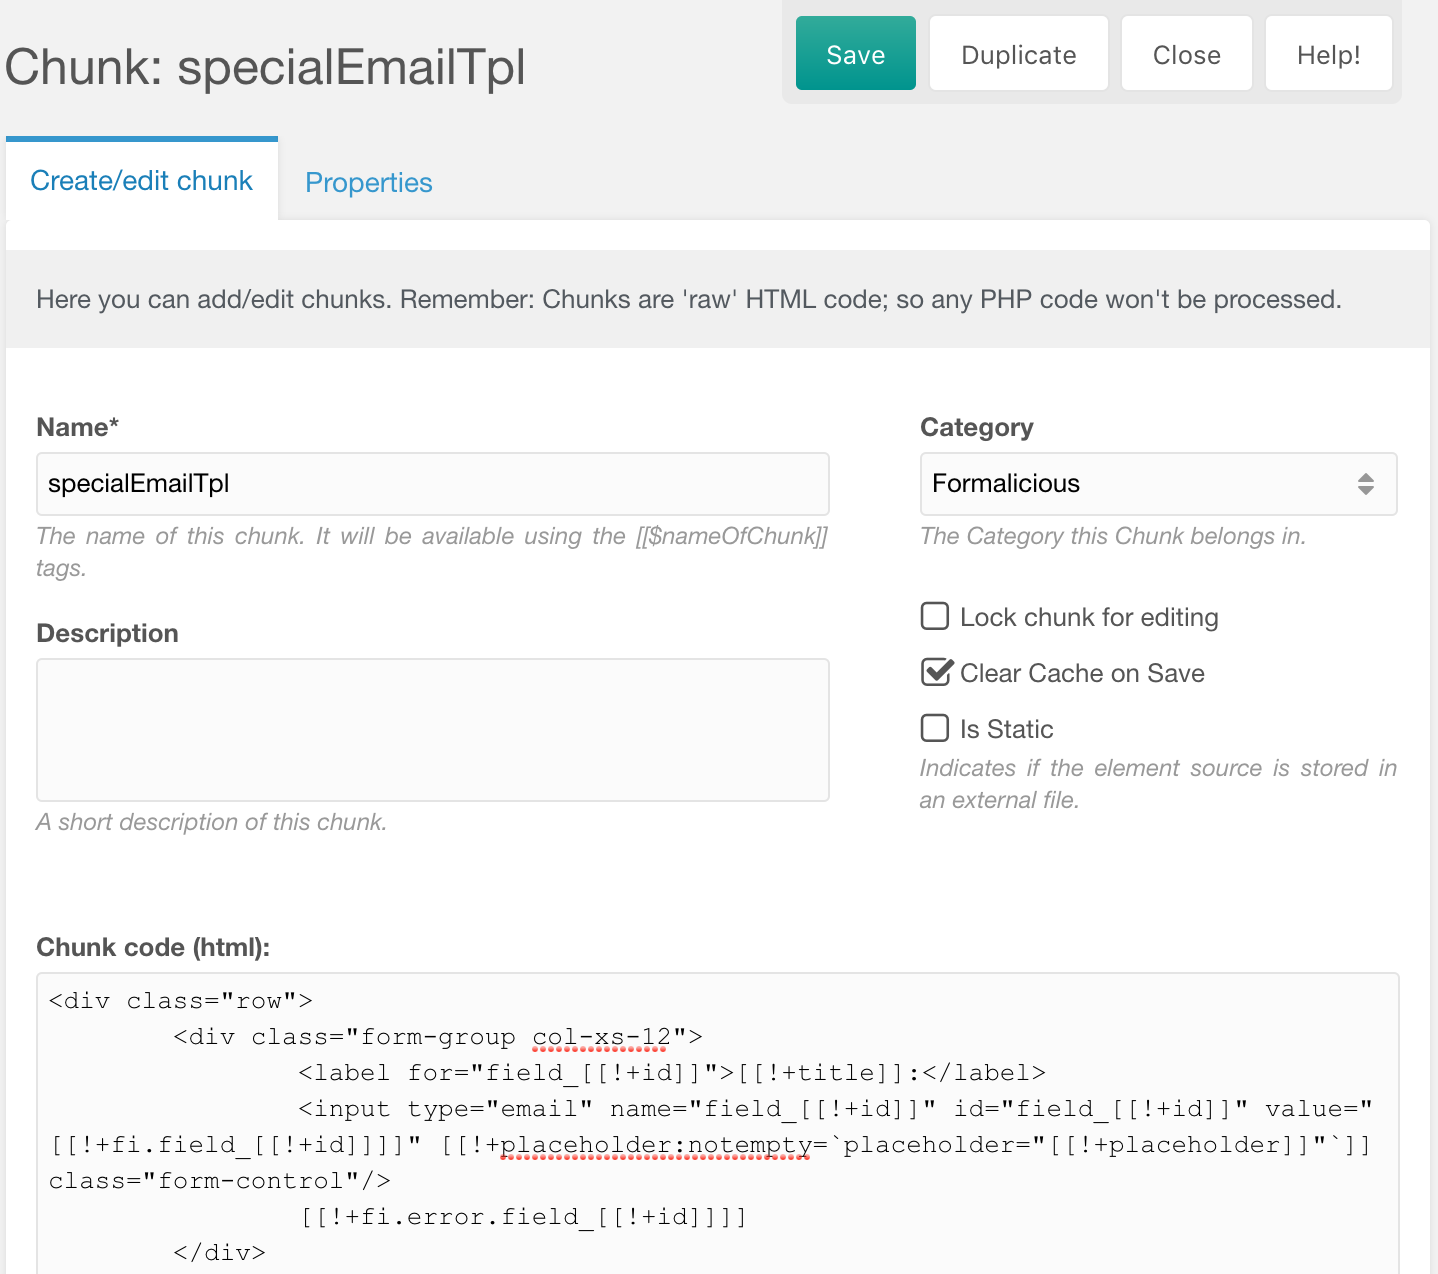 Chunk: specialEmailTpl
Save
Duplicate
Close
Help!
Create/edit chunk
Properties
Here you can add/edit chunks. Remember: Chunks are 'raw' HTML code; so any PHP code won't be processed.
Name*
specialEmailTpl
The name of this chunk. It will be available using the [[$nameOfChunk]]
tags.
Description
A short description of this chunk.
Category
Formalicious
The Category this Chunk belongs in.
Lock chunk for editing
Clear Cache on Save
Is Static
Indicates if the element source is stored in
an external file.
Chunk code (html):
<div class="row">
<div class="form-group col-xs-12">
<label for="field_[[!+id]]">[[!+title]]:</label>
<input type="email" name="field_[[!+id]]" id="field_[[!+id]]" value="
[[!+fi.field_[[!+id]]]]" [[!+placeholder:notempty=`placeholder="[[!+placeholder]]"`]]
class="form-control"/>
[[!+fi.error.field_[[!+id]]]]
</div>